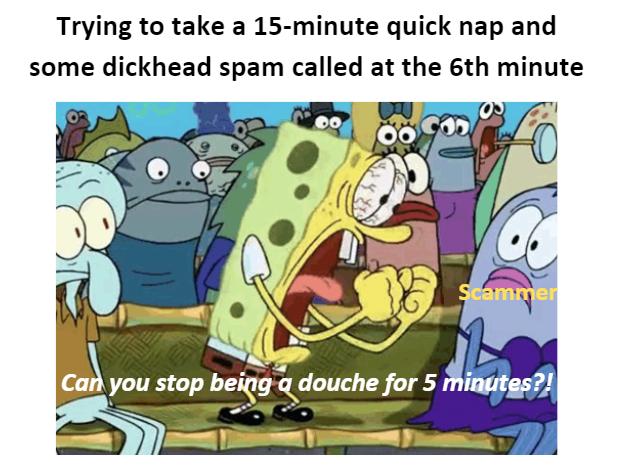 Trying to take a 15-minute quick nap and
some dickhead spam called at the 6th minute
Scammer
Can you stop being a douche for 5 minutes?!